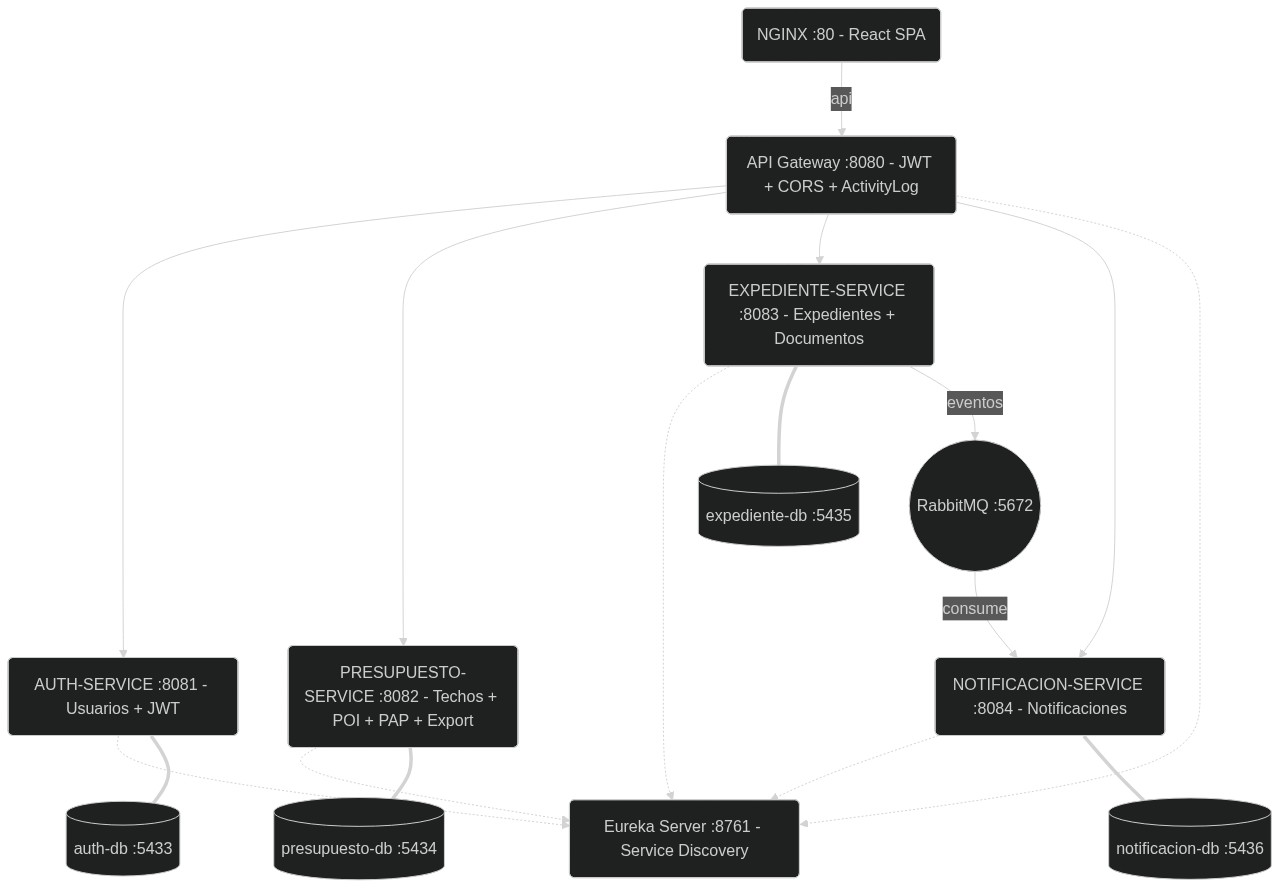 NGINX :80 - React SPA
api
API Gateway :8080 - JWT
+ CORS + ActivityLog
EXPEDIENTE-SERVICE
:8083 - Expedientes +
Documentos
eventos
expediente-db :5435
RabbitMQ :5672
consume
AUTH-SERVICE :8081 -
Usuarios + JWT
PRESUPUESTO-
SERVICE :8082 - Techos +
POI + PAP + Export
NOTIFICACION-SERVICE
:8084 - Notificaciones
auth-db :5433
presupuesto-db :5434
Eureka Server :8761 -
Service Discovery
notificacion-db :5436